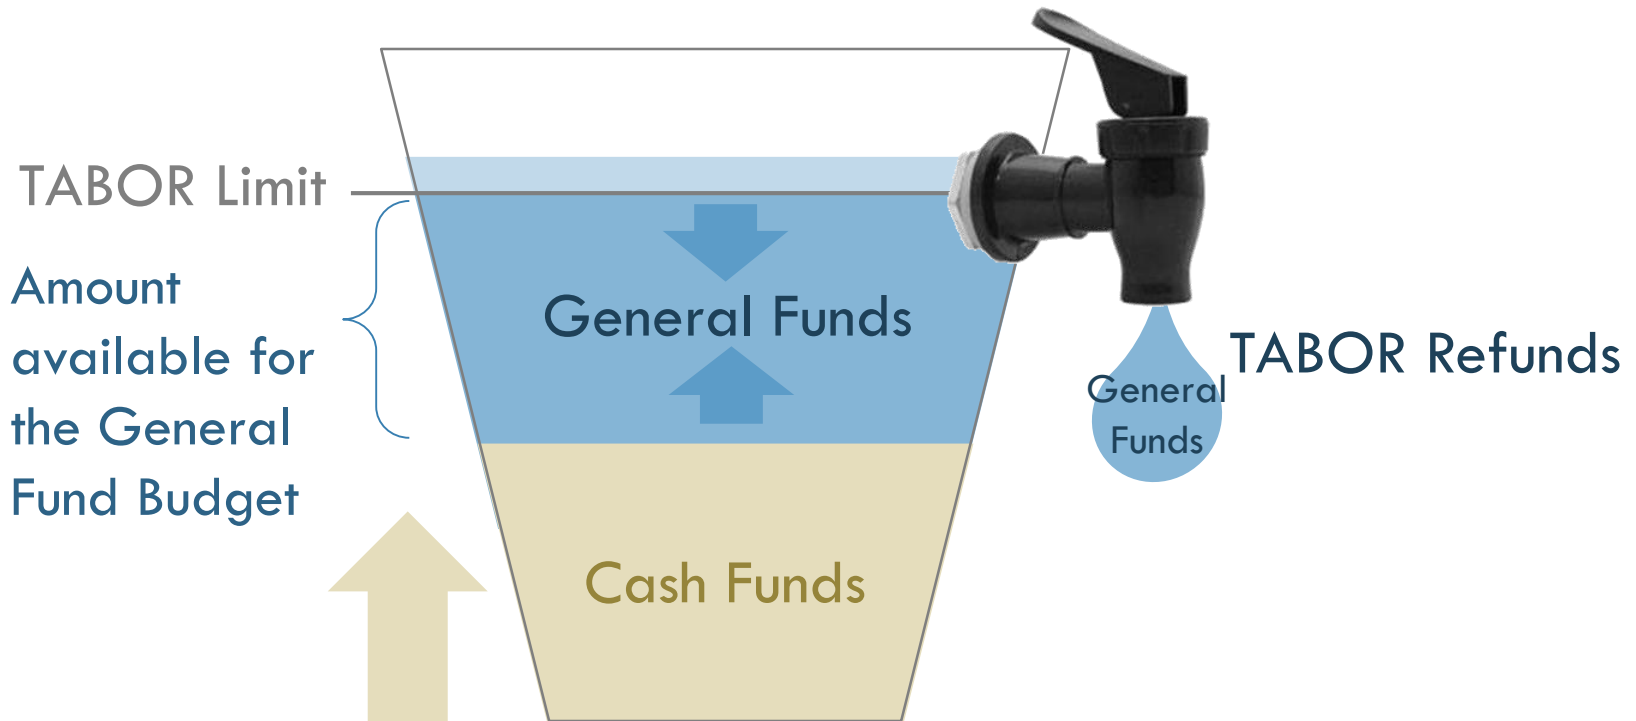 TABOR Limit
Amount
available for
the General
Fund Budget
General Funds
Cash Funds
TABOR Refunds
General
Funds